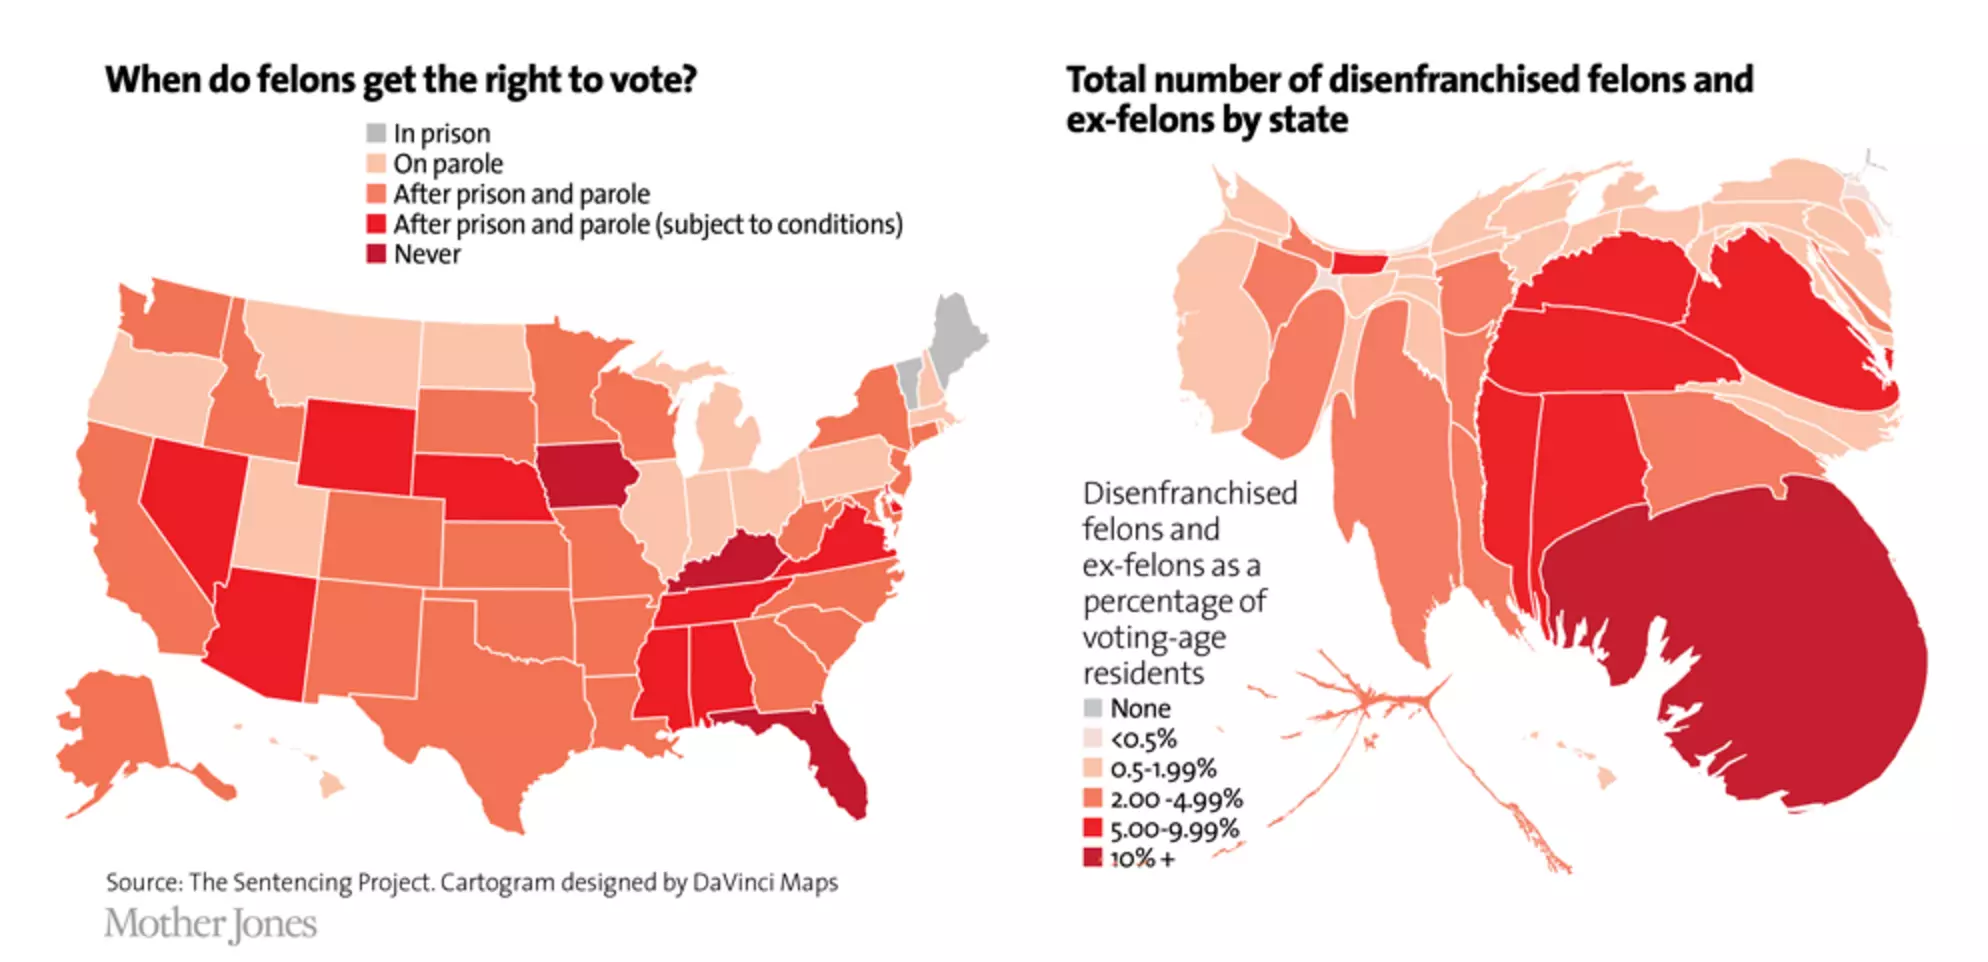 When do felons get the right to vote?
In prison
On parole
After prison and parole
After prison and parole (subject to conditions)
Never
Total number of disenfranchised felons and
ex-felons by state
Disenfranchised
felons and
ex-felons as a
percentage of
voting-age
residents
None
<0.5%
0.5-1.99%
2.00 -4.99%
5.00-9.99%
10% +
Source: The Sentencing Project. Cartogram designed by DaVinci Maps
Mother Jones